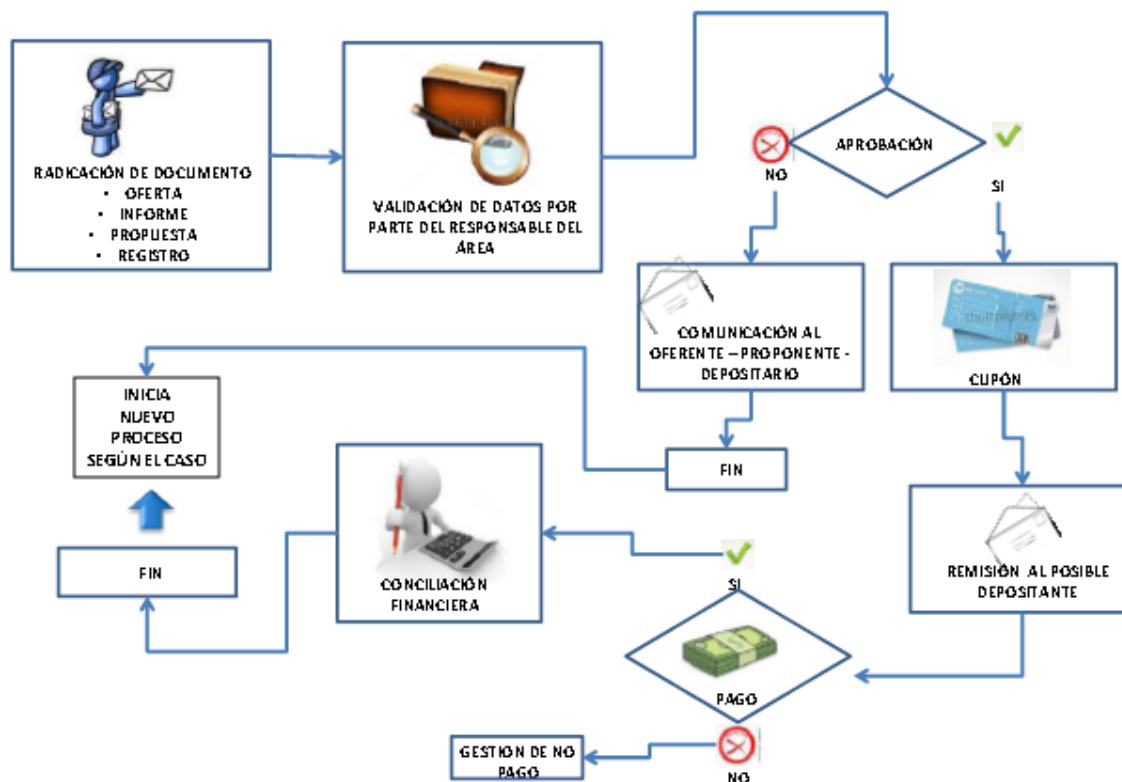 RADICACIÓN DE DOCUMENTO
• OFERTA
• INFORME
• PROPUESTA
• REGISTRO
VALIDACIÓN DE DATOS POR
PARTE DEL RESPONSABLE DEL
ÁREA
APROBACIÓN
NO
SI
COMUNICACIÓN AL
OFERENTE – PROPONENTE -
DEPOSITARIO
shutterstock
CUPÓN
INICIA
NUEVO
PROCESO
SEGÚN EL CASO
FIN
CONCILIACIÓN
FINANCIERA
FIN
SI
REMISIÓN AL POSIBLE
DEPOSITANTE
PAGO
GESTION DE NO
PAGO
NO